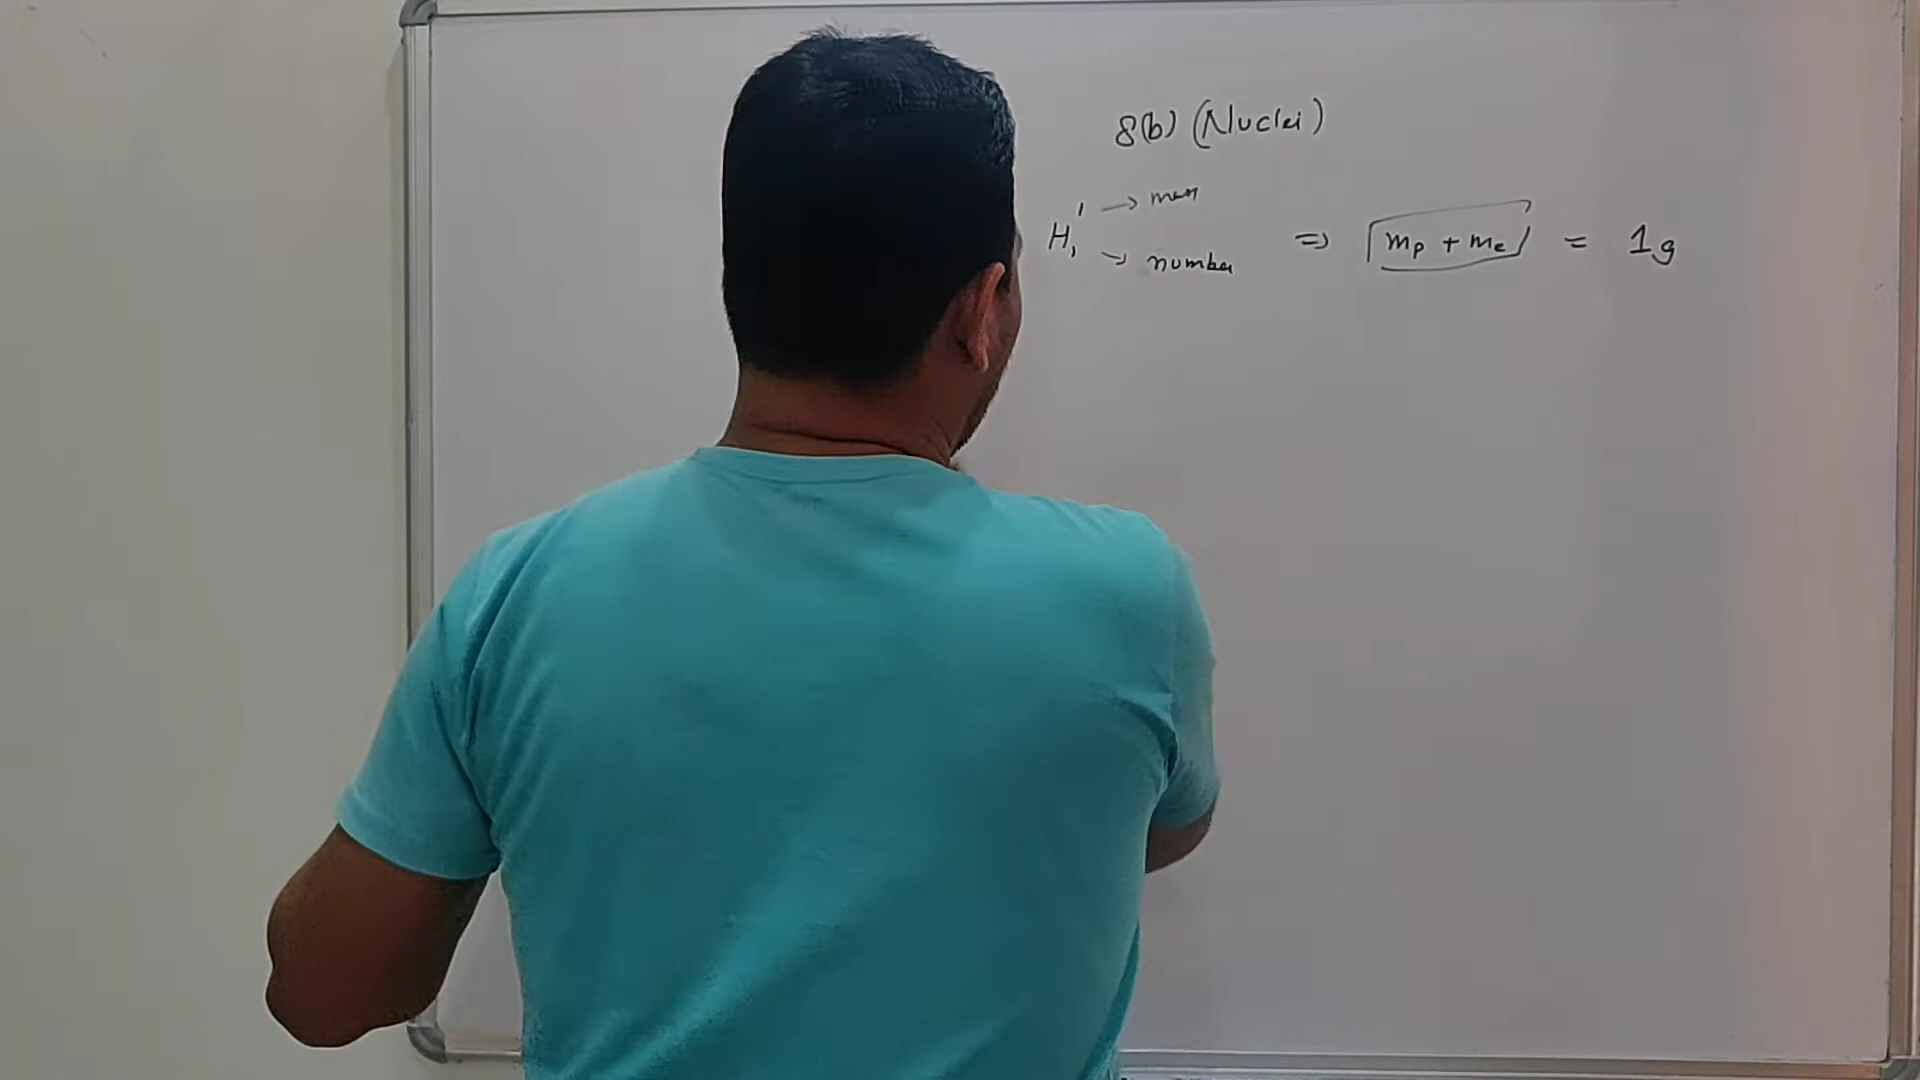 8(b) (Nuclei)
H₁¹ → mass
→ number
⇒ mp + me = 1g